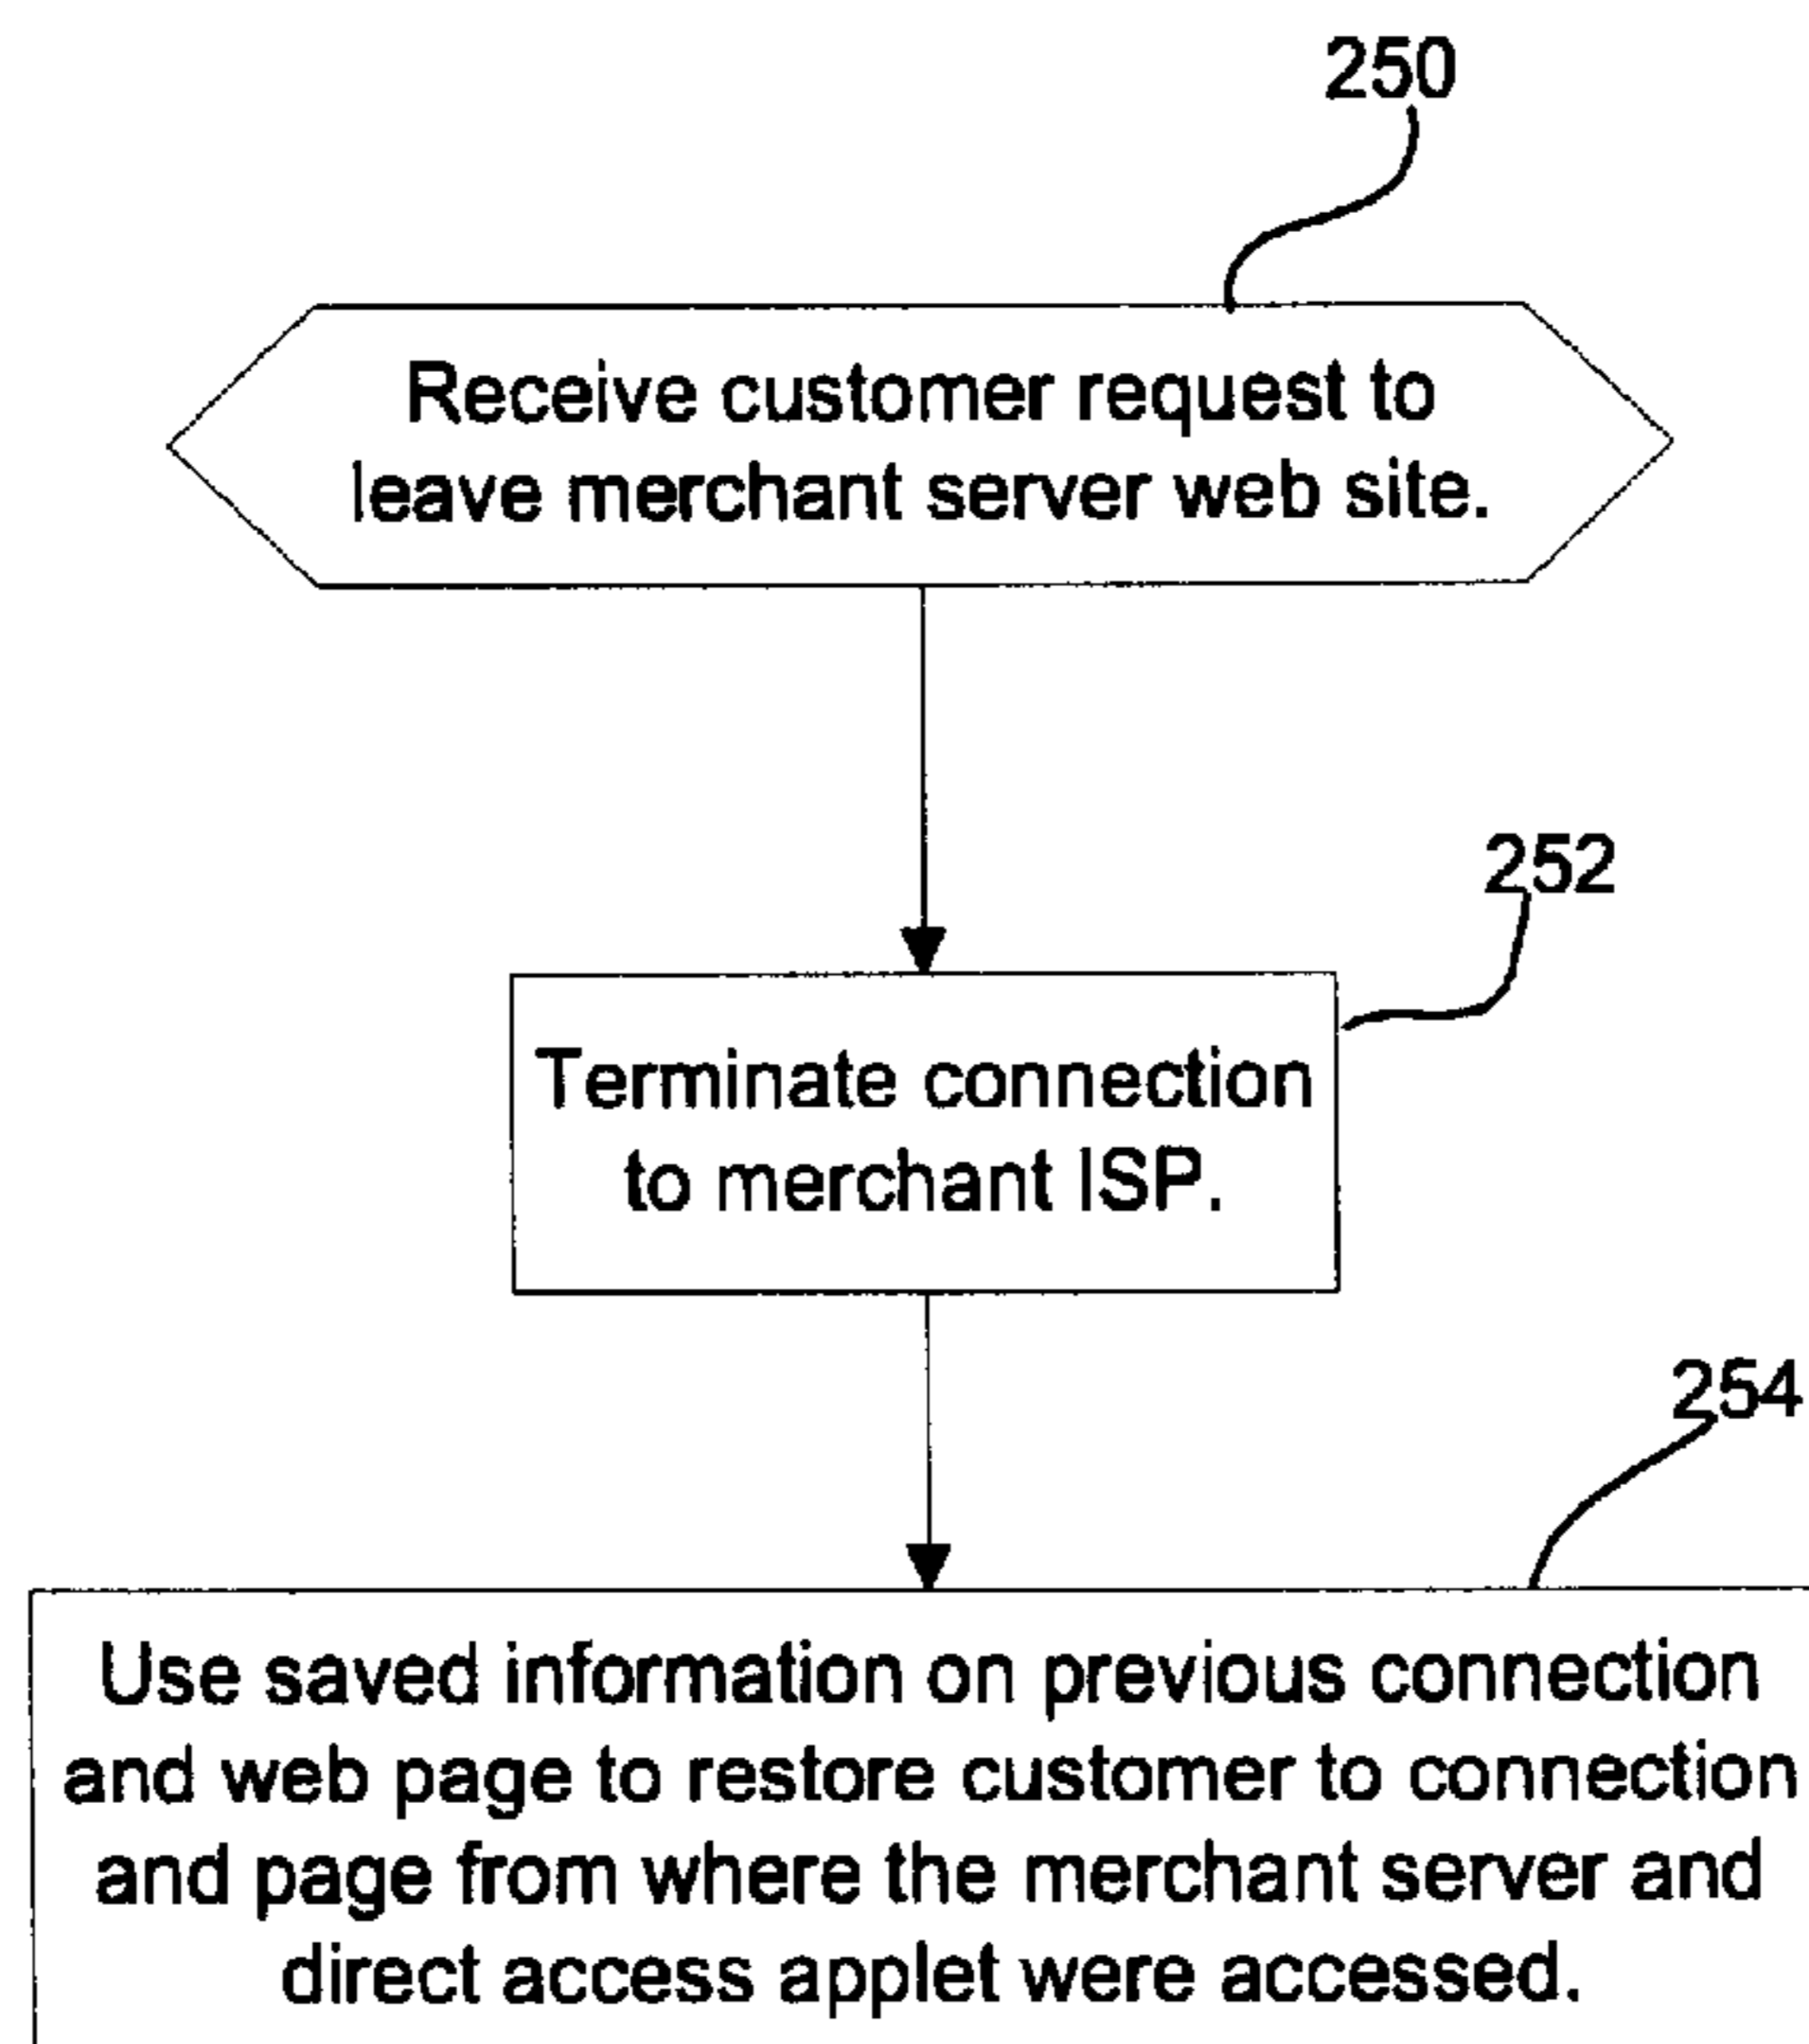 250
Receive customer request to
leave merchant server web site.
252
Terminate connection
to merchant ISP.
254
Use saved information on previous connection
and web page to restore customer to connection
and page from where the merchant server and
direct access applet were accessed.